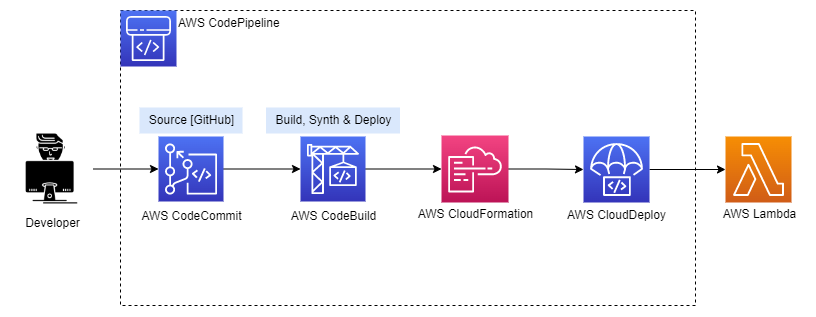 AWS CodePipeline
Source [GitHub]
Build, Synth & Deploy
Developer
AWS CodeCommit
AWS CodeBuild
AWS CloudFormation
AWS CloudDeploy
AWS Lambda